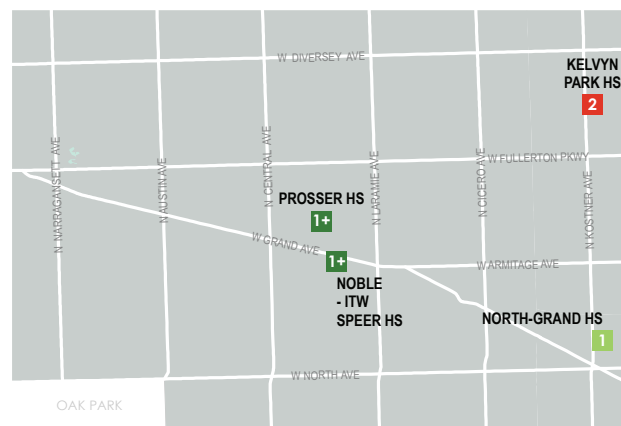 W DIVERSEY AVE
KELVYN
PARK HS
2
N NARRAGANSETT AVE
N AUSTIN AVE
N CENTRAL AVE
N LARAMIE AVE
N CICERO AVE
W FULLERTON PKWY
N KOSTNER AVE
PROSSER HS
1+
W GRAND AVE
1+
NOBLE
- ITW
SPEER HS
W ARMITAGE AVE
NORTH-GRAND HS
1
W NORTH AVE
OAK PARK